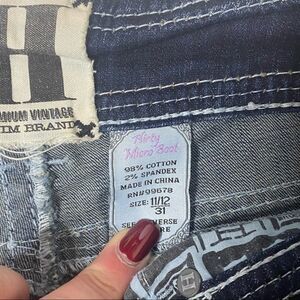 MIUM VINTAGE
IM BRAND
Flirty
Micro Boot
98% COTTON
2% SPANDEX
MADE IN CHINA
RN#99678
SIZE: 11/12
31
SEE REVERSE